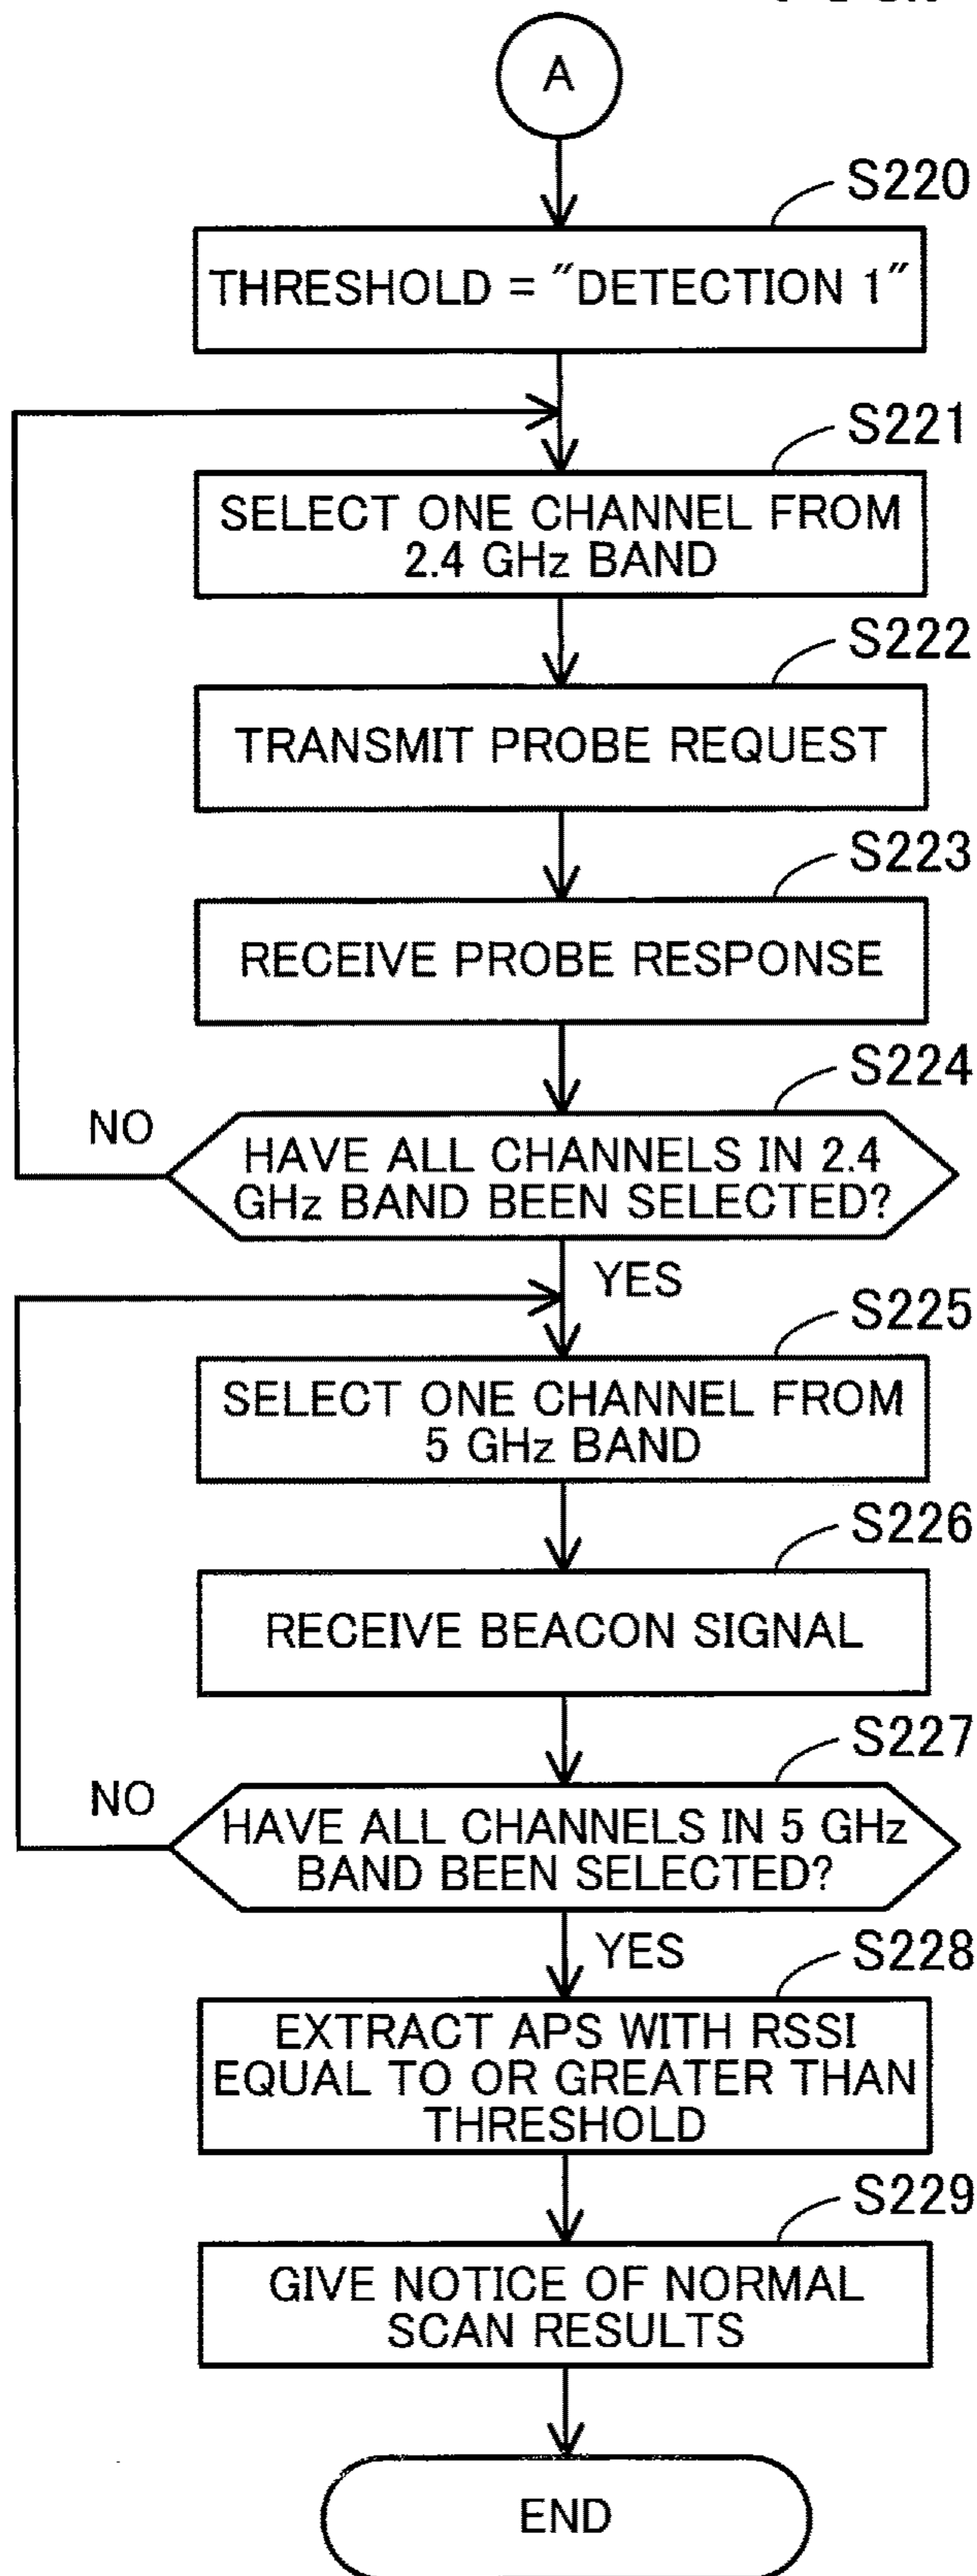 A
S220
THRESHOLD = "DETECTION 1"
S221
SELECT ONE CHANNEL FROM
2.4 GHz BAND
S222
TRANSMIT PROBE REQUEST
S223
RECEIVE PROBE RESPONSE
S224
NO
HAVE ALL CHANNELS IN 2.4
GHz BAND BEEN SELECTED?
YES
S225
SELECT ONE CHANNEL FROM
5 GHz BAND
S226
RECEIVE BEACON SIGNAL
S227
NO
HAVE ALL CHANNELS IN 5 GHz
BAND BEEN SELECTED?
YES
S228
EXTRACT APS WITH RSSI
EQUAL TO OR GREATER THAN
THRESHOLD
S229
GIVE NOTICE OF NORMAL
SCAN RESULTS
END